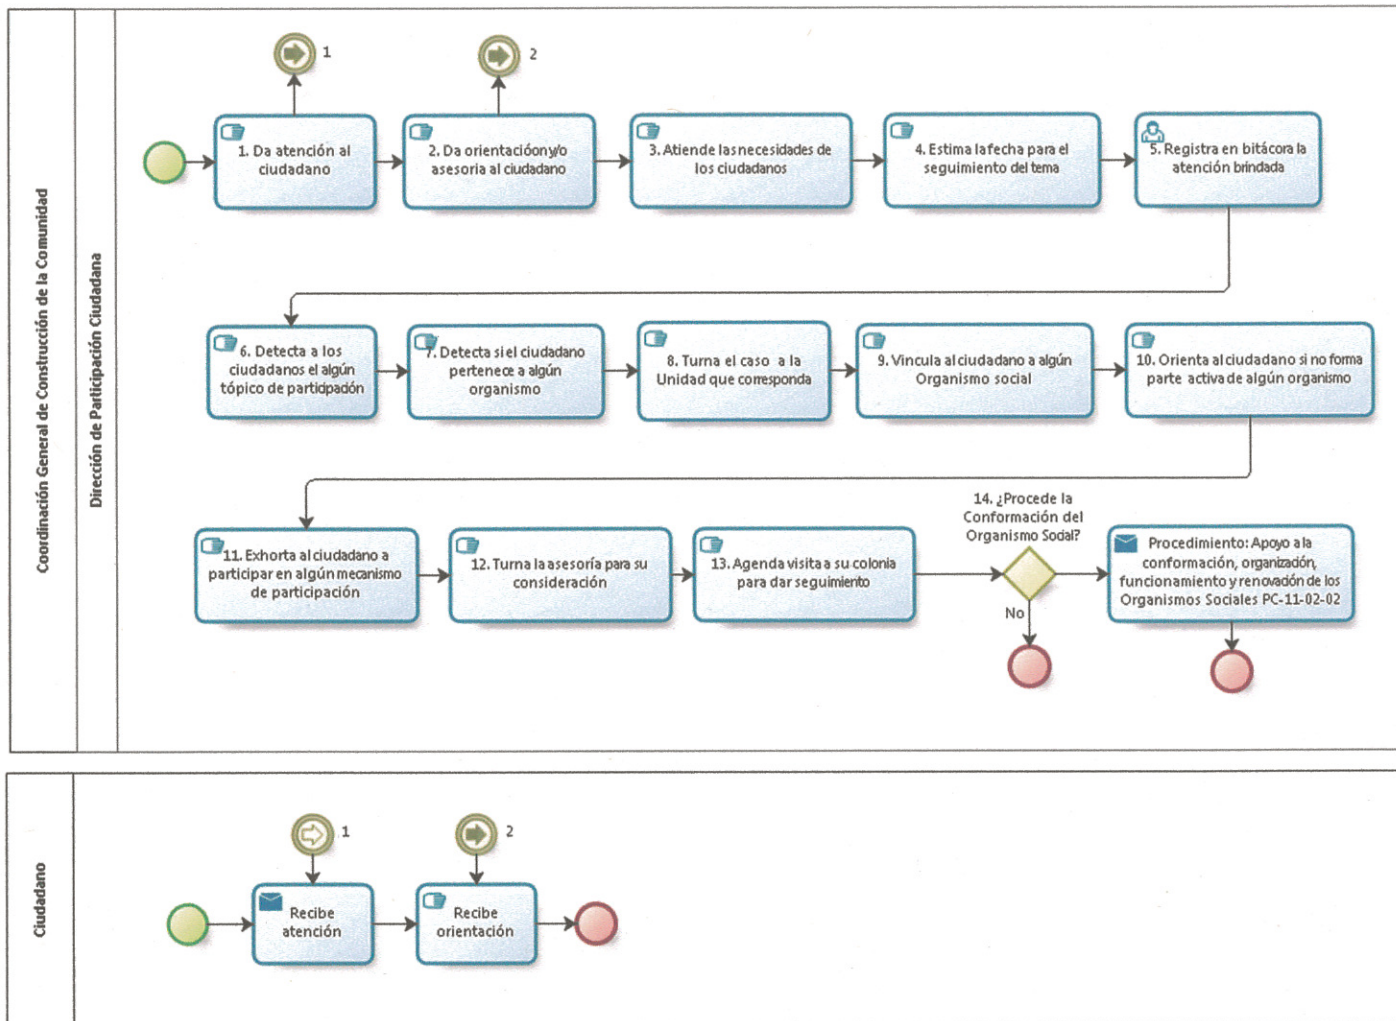 Coordinación General de Construcción de la Comunidad
Dirección de Participación Ciudadana
1
2
1. Da atención al
ciudadano
2. Da orientacióony/o
asesoria al ciudadano
3. Atiende las necesidades de
los ciudadanos
4. Estima la fecha para el
seguimiento del tema
5. Registra en bitácora la
atención brindada
6. Detecta a los
ciudadanos el algún
tópico de participación
7. Detecta si el ciudadano
pertenece a algún
organismo
8. Turna el caso a la
Unidad que corresponda
9. Vincula al ciudadano a algún
Organismo social
10. Orienta al ciudadano si no forma
parte activa de algún organismo
11. Exhorta al ciudadano a
participar en algún mecanismo
de participación
12. Turna la asesoría para su
consideración
13. Agenda visita a su colonia
para dar seguimiento
14. ¿Procede la
Conformación del
Organismo Social?
No
Procedimiento: Apoyo a la
conformación, organización,
funcionamiento y renovación de los
Organismos Sociales PC-11-02-02
Ciudadano
1
2
Recibe
atención
Recibe
orientación